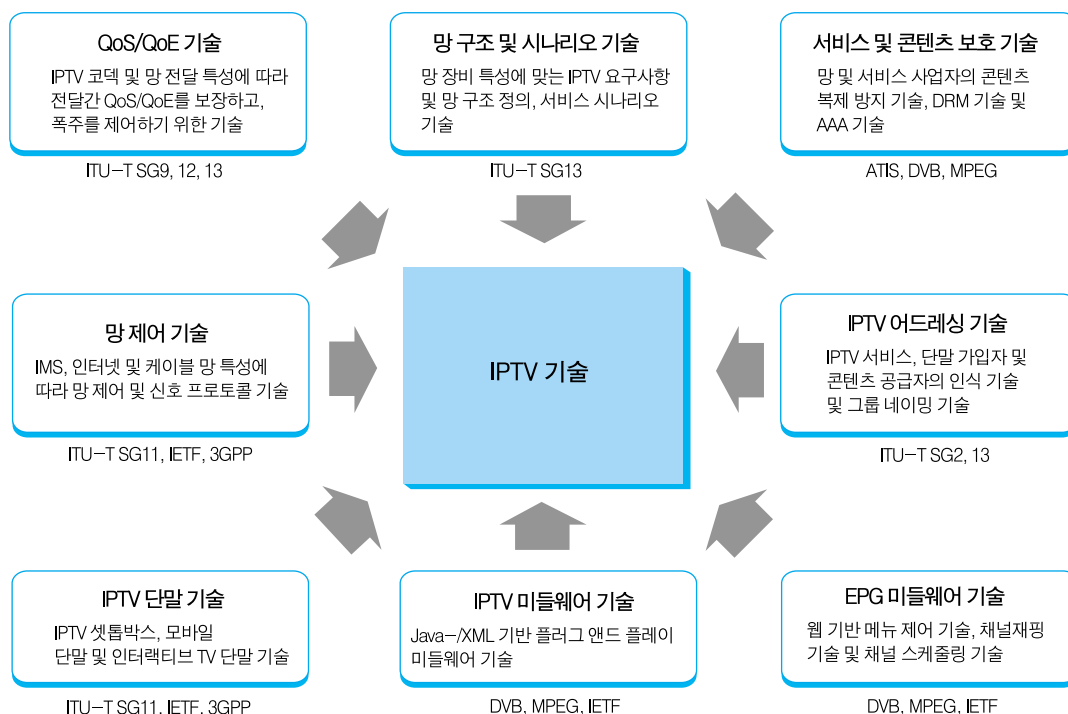 QoS/QoE 기술
IPTV 코덱 및 망 전달 특성에 따라
전달간 QoS/QoE를 보장하고,
폭주를 제어하기 위한 기술
ITU-T SG9, 12, 13
망 구조 및 시나리오 기술
망 장비 특성에 맞는 IPTV 요구사항
및 망 구조 정의, 서비스 시나리오
기술
ITU-T SG13
서비스 및 콘텐츠 보호 기술
망 및 서비스 사업자의 콘텐츠
복제 방지 기술, DRM 기술 및
AAA 기술
ATIS, DVB, MPEG
망 제어 기술
IMS, 인터넷 및 케이블 망 특성에
따라 망 제어 및 신호 프로토콜 기술
ITU-T SG11, IETF, 3GPP
IPTV 기술
IPTV 어드레싱 기술
IPTV 서비스, 단말 가입자 및
콘텐츠 공급자의 인식 기술
및 그룹 네이밍 기술
ITU-T SG2, 13
IPTV 단말 기술
IPTV 셋톱박스, 모바일
단말 및 인터랙티브 TV 단말 기술
ITU-T SG11, IETF, 3GPP
IPTV 미들웨어 기술
Java-/XML 기반 플러그 앤드 플레이
미들웨어 기술
DVB, MPEG, IETF
EPG 미들웨어 기술
웹 기반 메뉴 제어 기술, 채널재핑
기술 및 채널 스케줄링 기술
DVB, MPEG, IETF